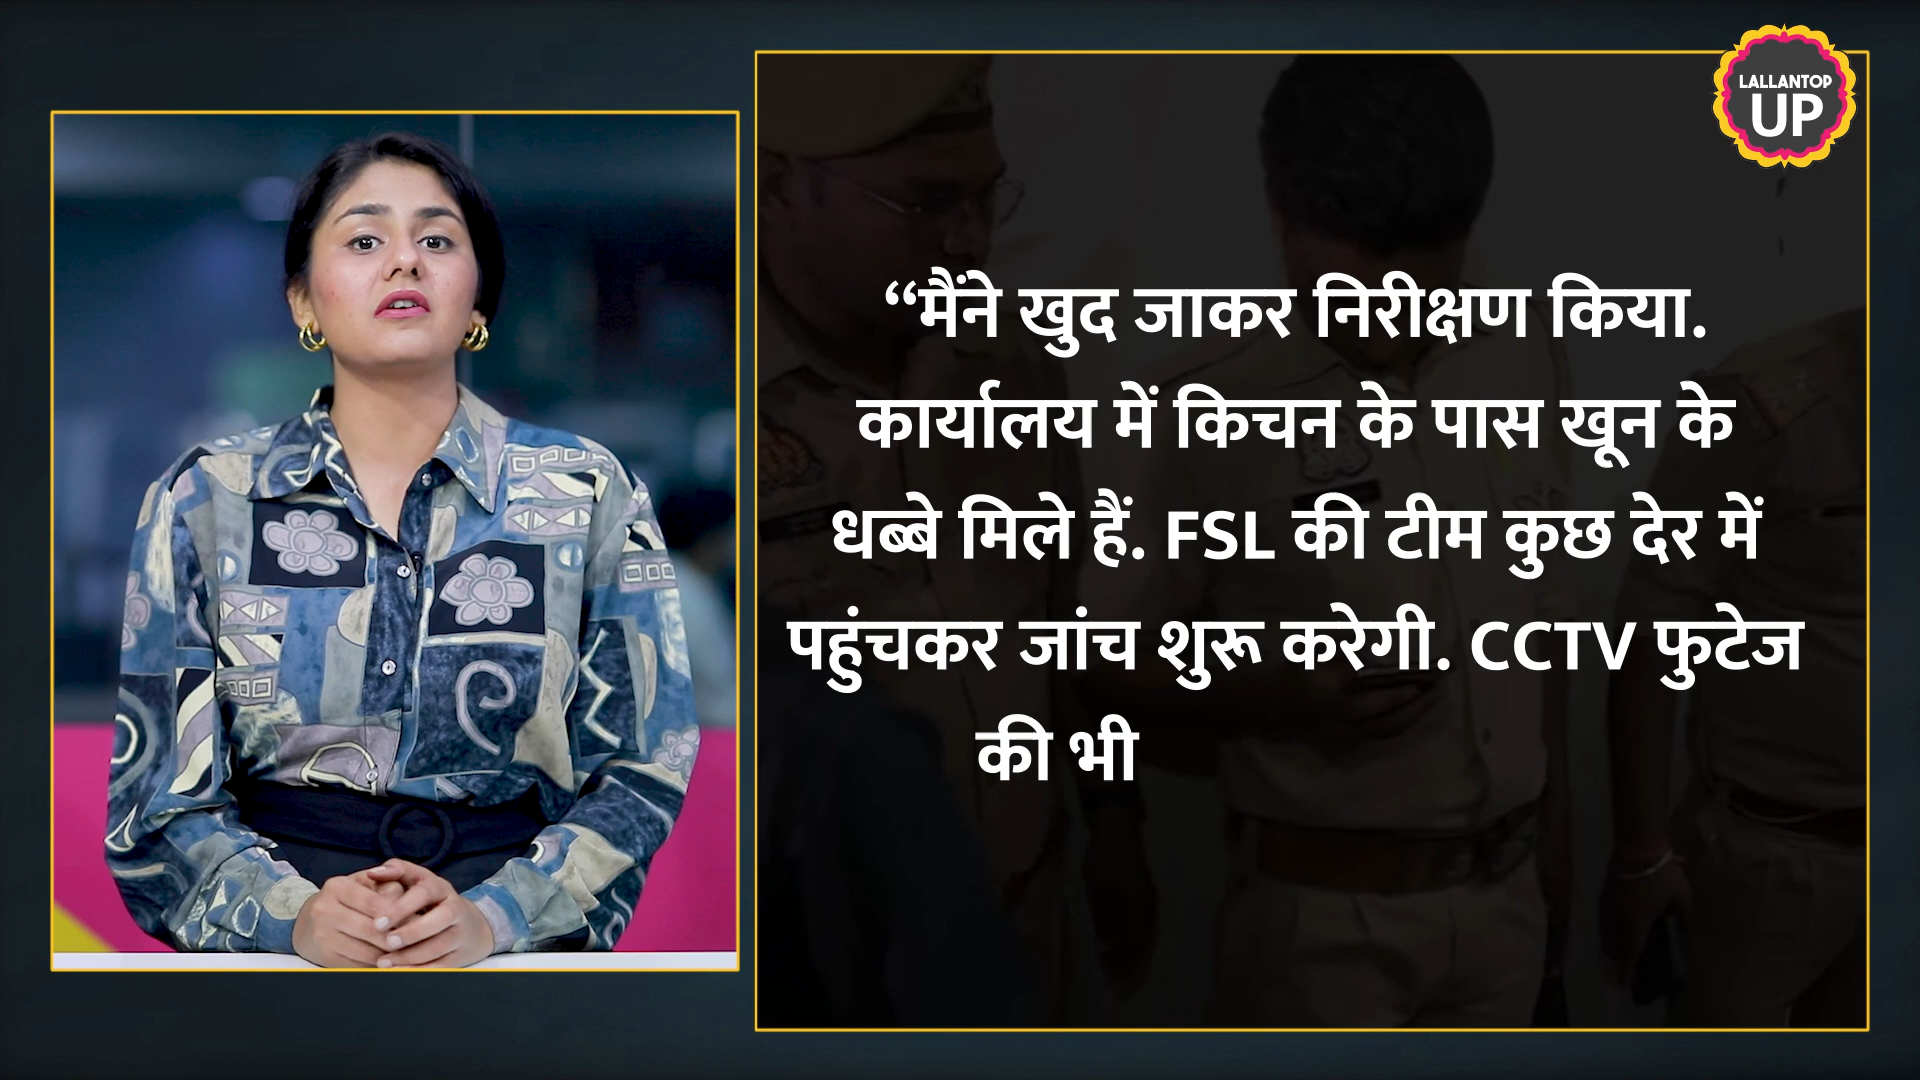 LALLANTOP
UP
“मैंने खुद जाकर निरीक्षण किया.
कार्यालय में किचन के पास खून के
धब्बे मिले हैं. FSL की टीम कुछ देर में
पहुंचकर जांच शुरू करेगी. CCTV फुटेज
की भी